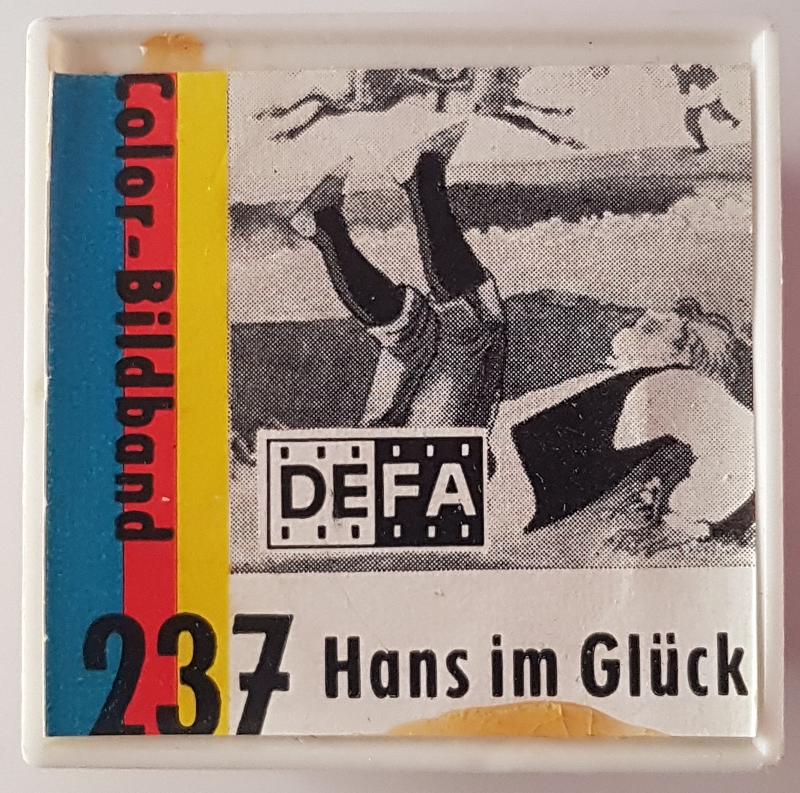 Color-Bildband
DEFA
237 Hans im Glück